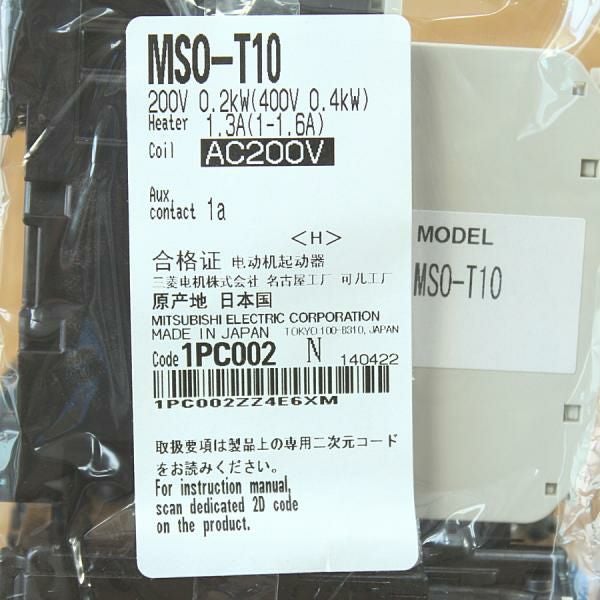 MSO-T10
200V 0.2kW(400V 0.4kW)
Heater 1.3A(1-1.6A)
Coil AC200V
Aux.
contact 1a
<H>
合格证 电动机起动器
三菱电机株式会社 名古屋工厂 可儿工厂
原产地 日本国
MITSUBISHI ELECTRIC CORPORATION
MADE IN JAPAN TOKYO 100-8310, JAPAN
Code 1PC002 N 140422
1PC002ZZ4E6XM
取扱要項は製品上の専用二次元コード
をお読みください。
For instruction manual,
scan dedicated 2D code
on the product.
MODEL
MSO-T10